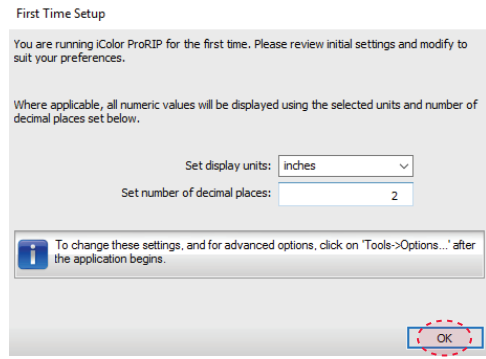 First Time Setup
You are running iColor ProRIP for the first time. Please review initial settings and modify to
suit your preferences.
Where applicable, all numeric values will be displayed using the selected units and number of
decimal places set below.
Set display units: inches
Set number of decimal places: 2
To change these settings, and for advanced options, click on 'Tools->Options...' after
the application begins.
OK